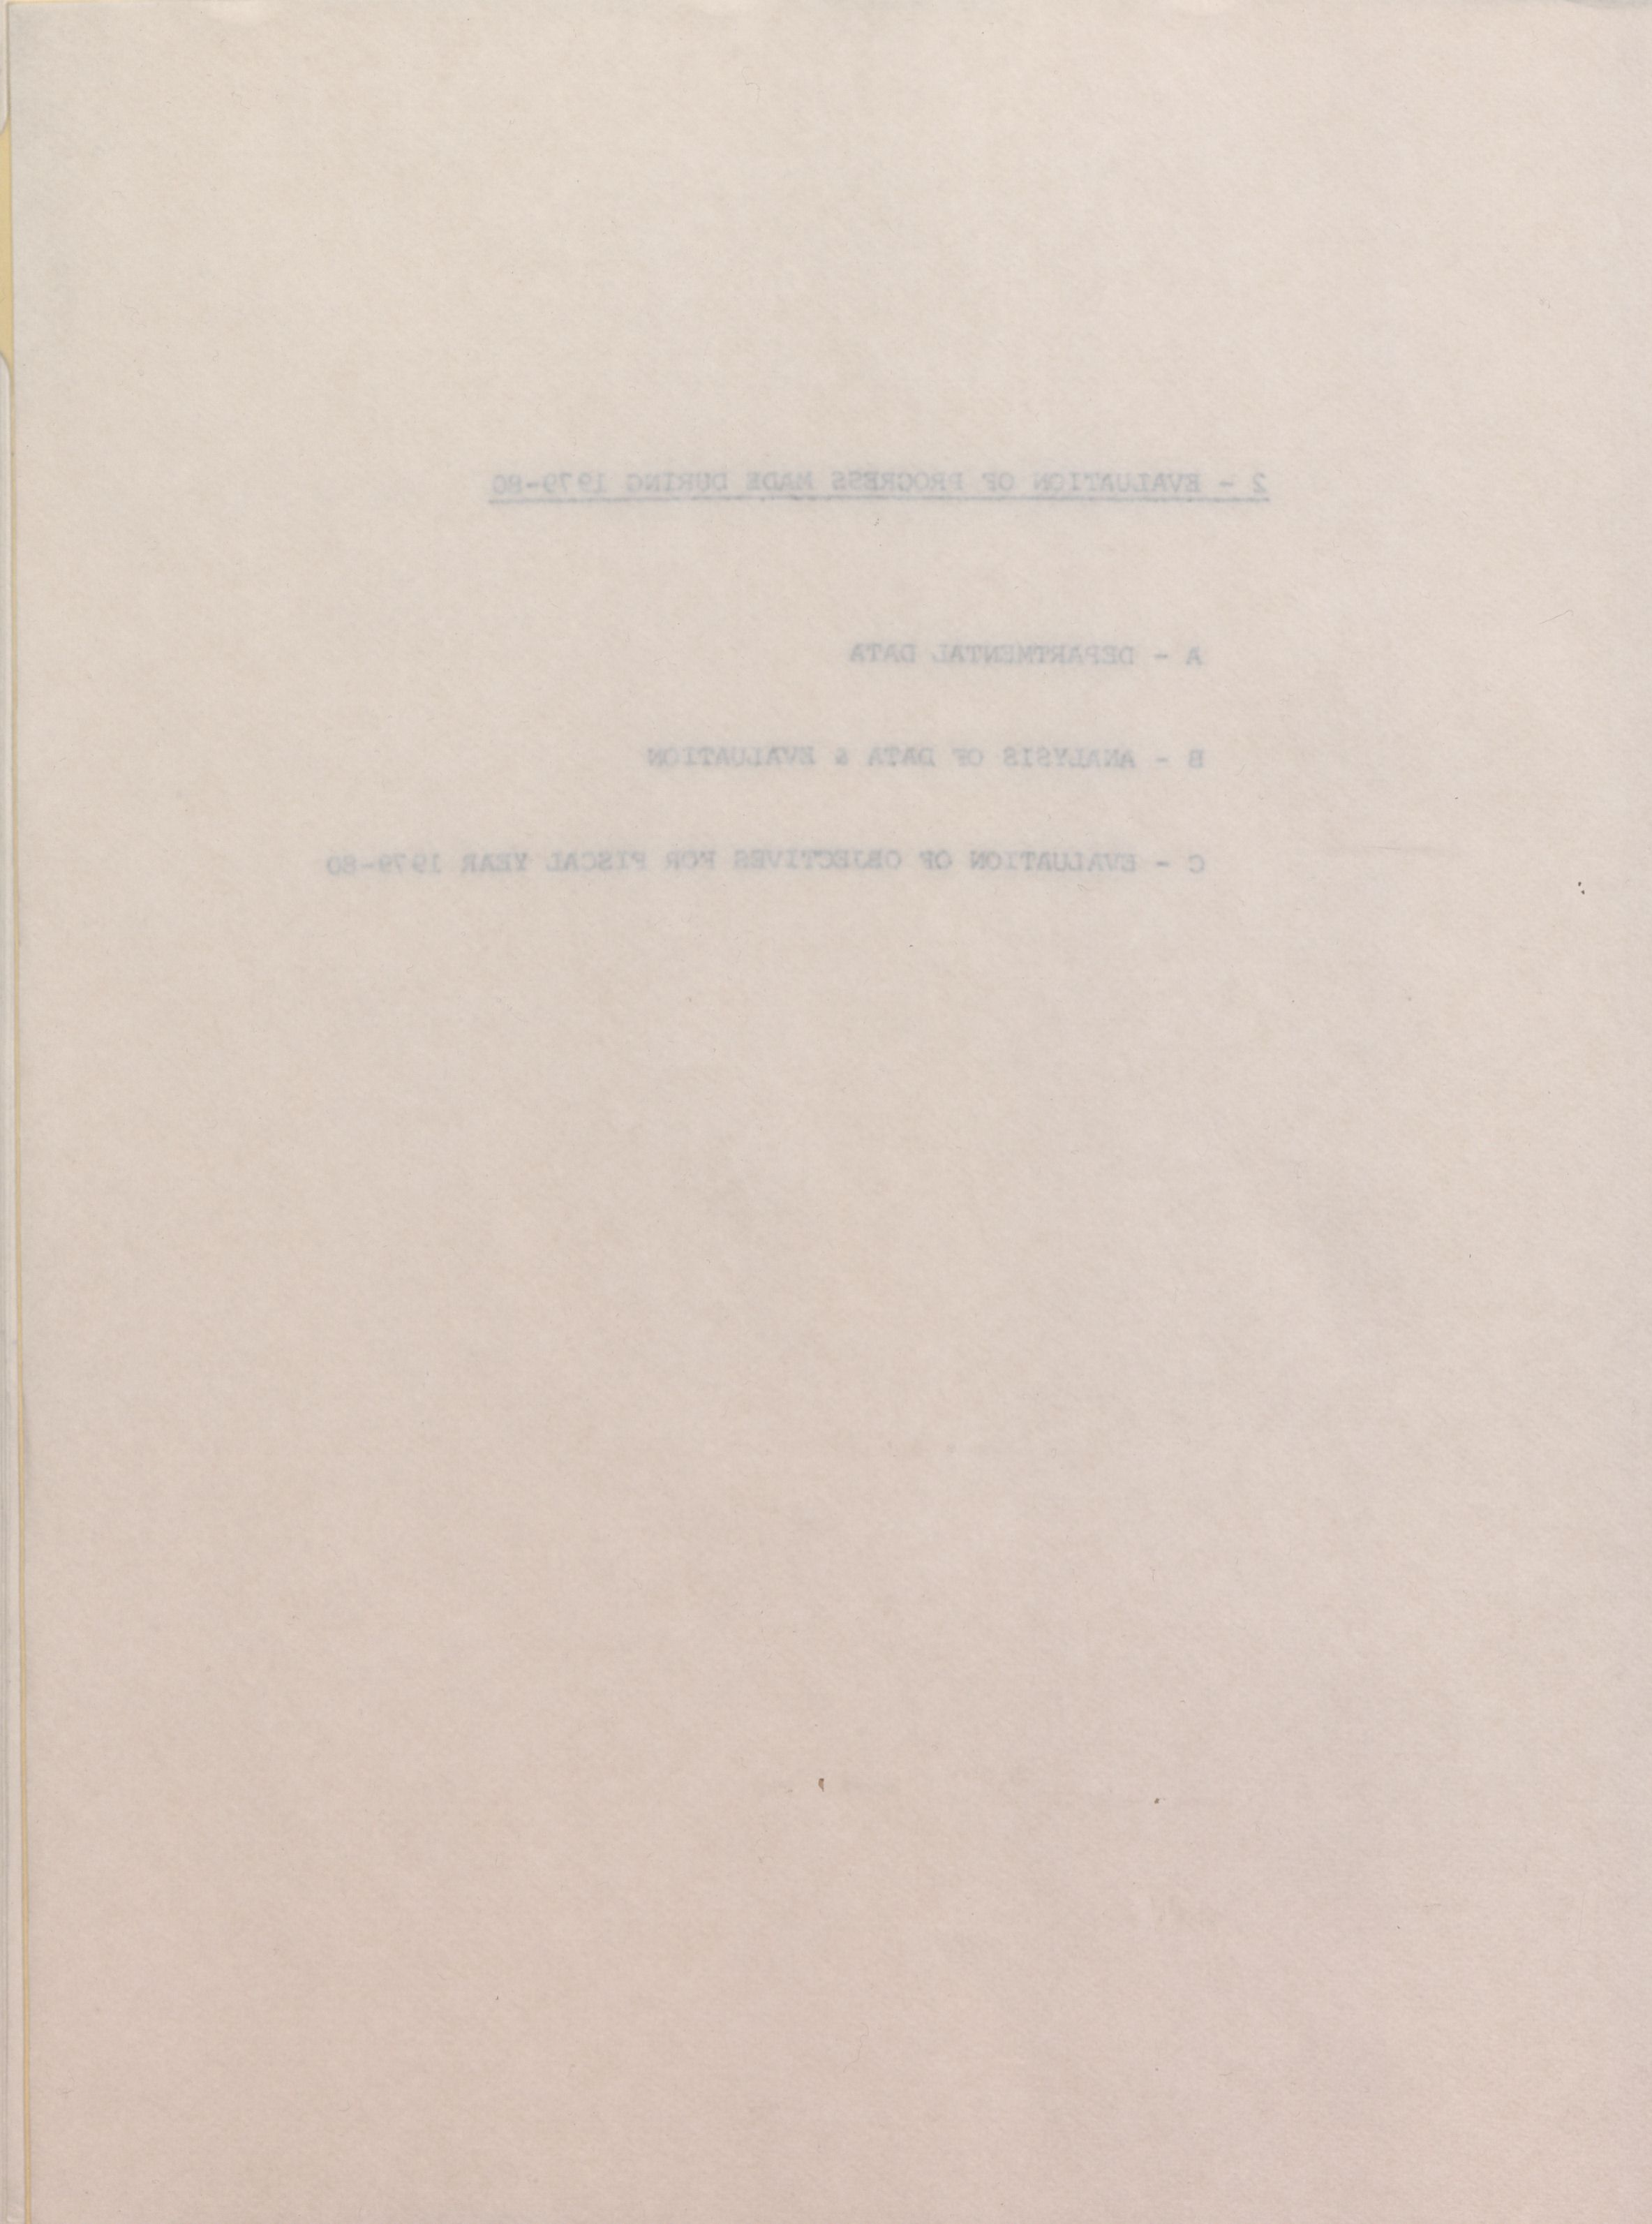 2 - EVALUATION OF PROGRESS MADE DURING 1979-80
A - DEPARTMENTAL DATA
B - ANALYSIS OF DATA & EVALUATION
C - EVALUATION OF OBJECTIVES FOR FISCAL YEAR 1979-80